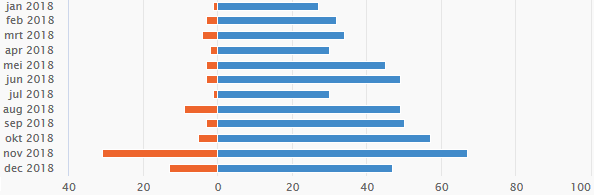 jan 2018
feb 2018
mrt 2018
apr 2018
mei 2018
jun 2018
jul 2018
aug 2018
sep 2018
okt 2018
nov 2018
dec 2018
40 20 0 20 40 60 80 100